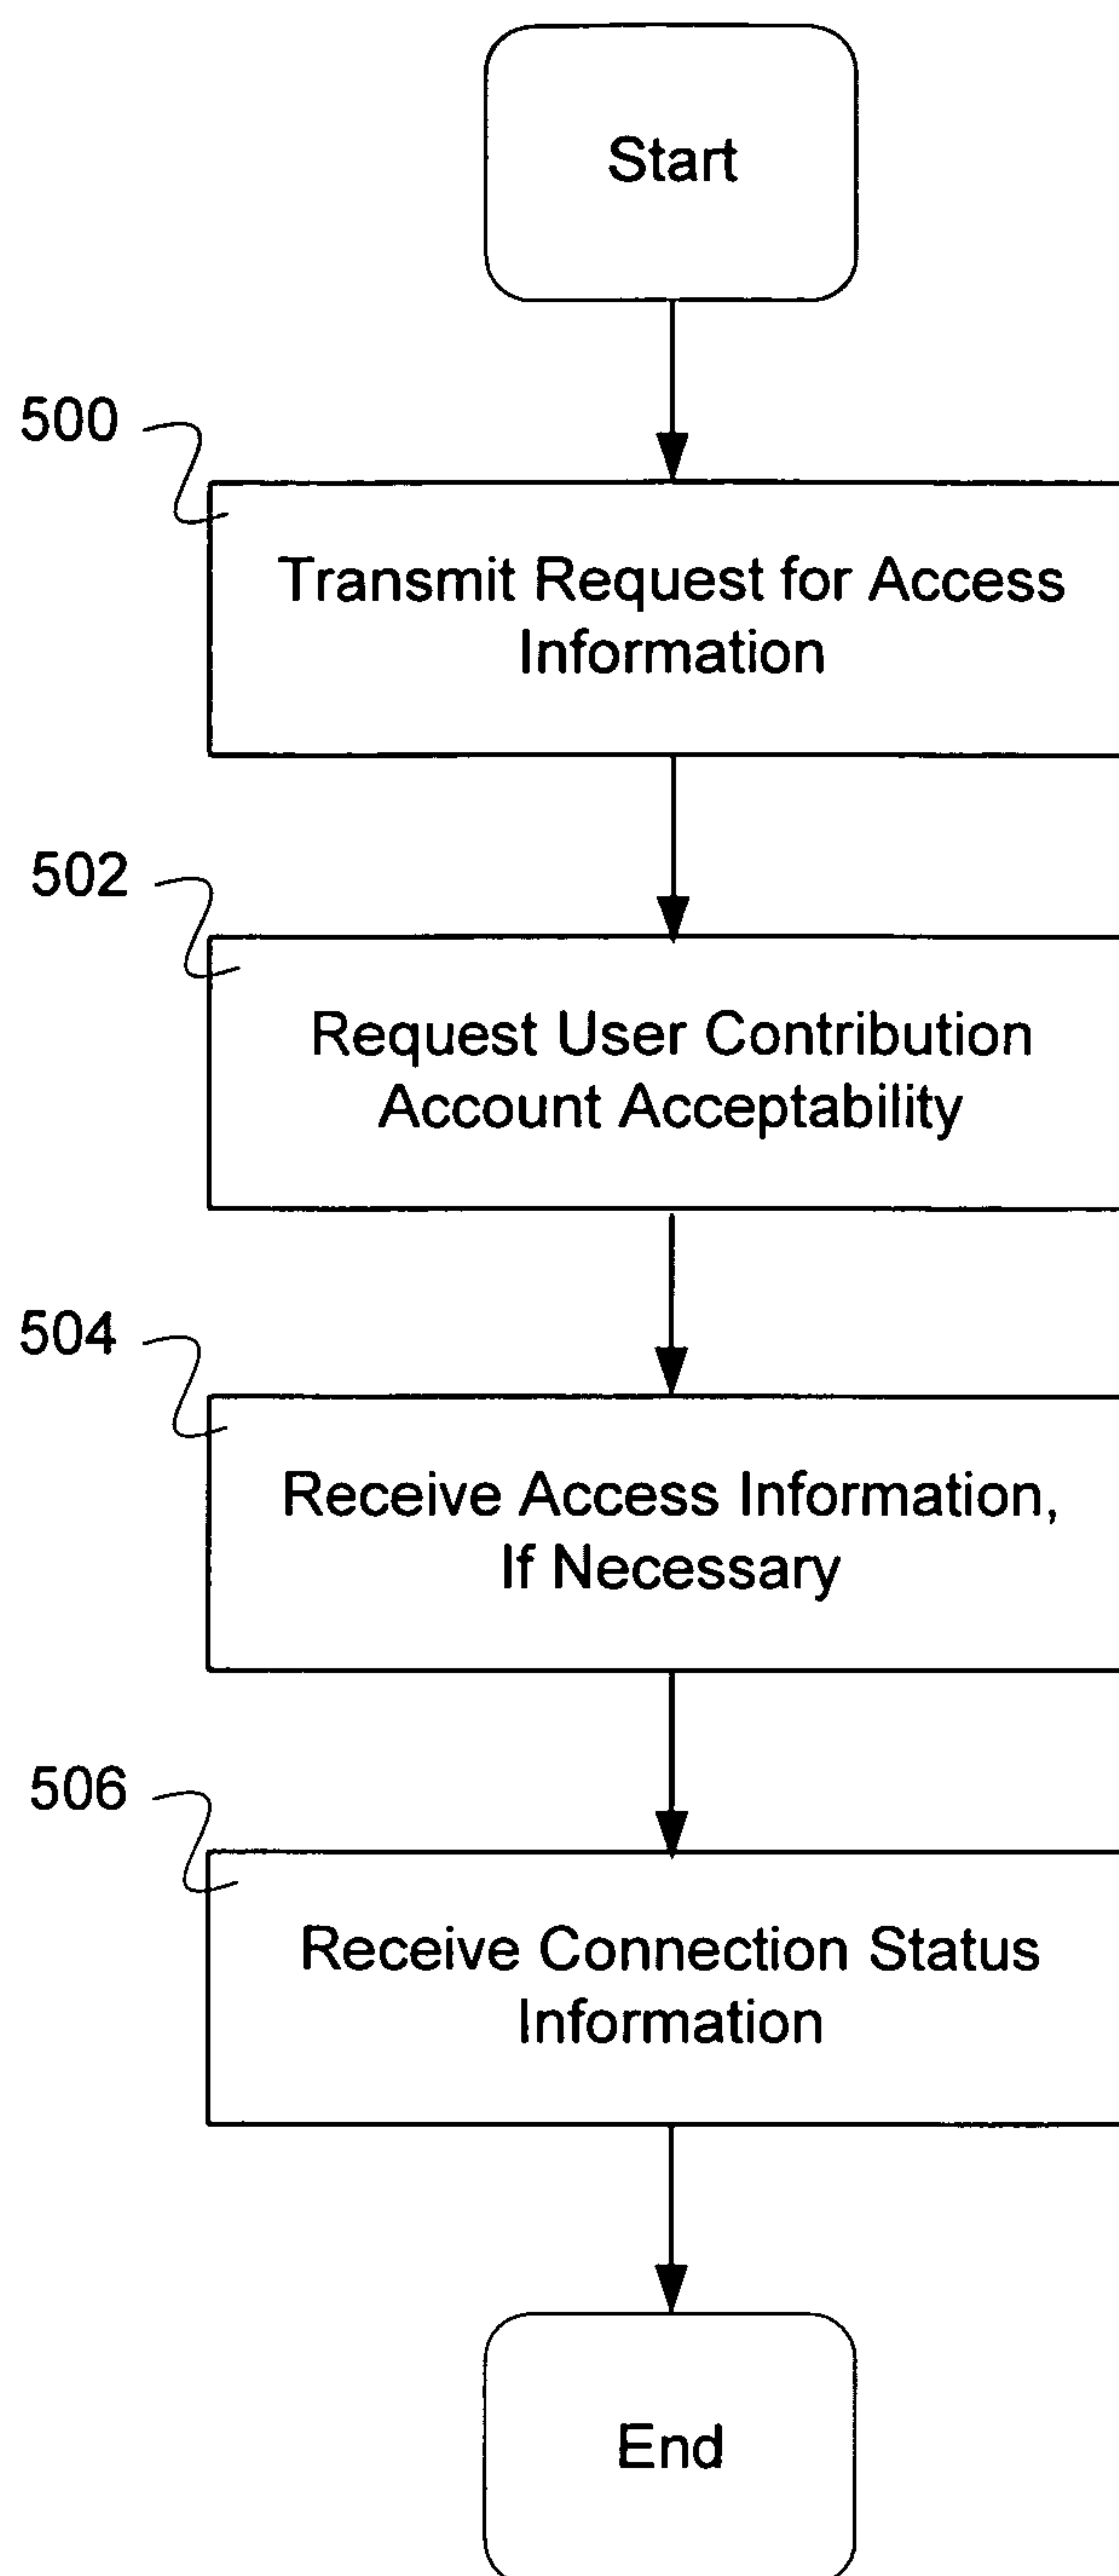 Start
500
Transmit Request for Access
Information
502
Request User Contribution
Account Acceptability
504
Receive Access Information,
If Necessary
506
Receive Connection Status
Information
End